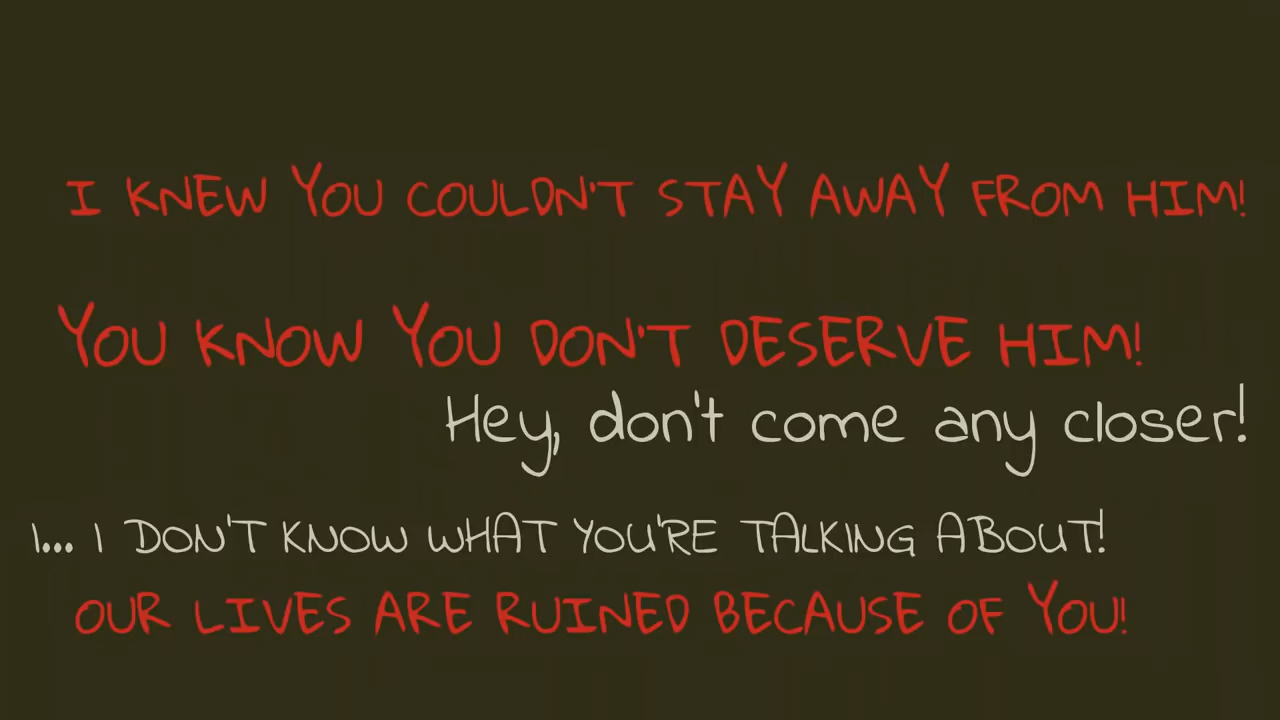 I KNEW YOU COULDN'T STAY AWAY FROM HIM!
YOU KNOW YOU DON'T DESERVE HIM!
Hey, don't come any closer!
I... I DON'T KNOW WHAT YOU'RE TALKING ABOUT!
OUR LIVES ARE RUINED BECAUSE OF YOU!